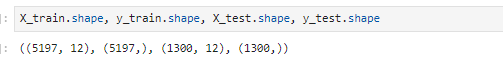 ]: X_train.shape, y_train.shape, X_test.shape, y_test.shape
]: ((5197, 12), (5197,), (1300, 12), (1300,))